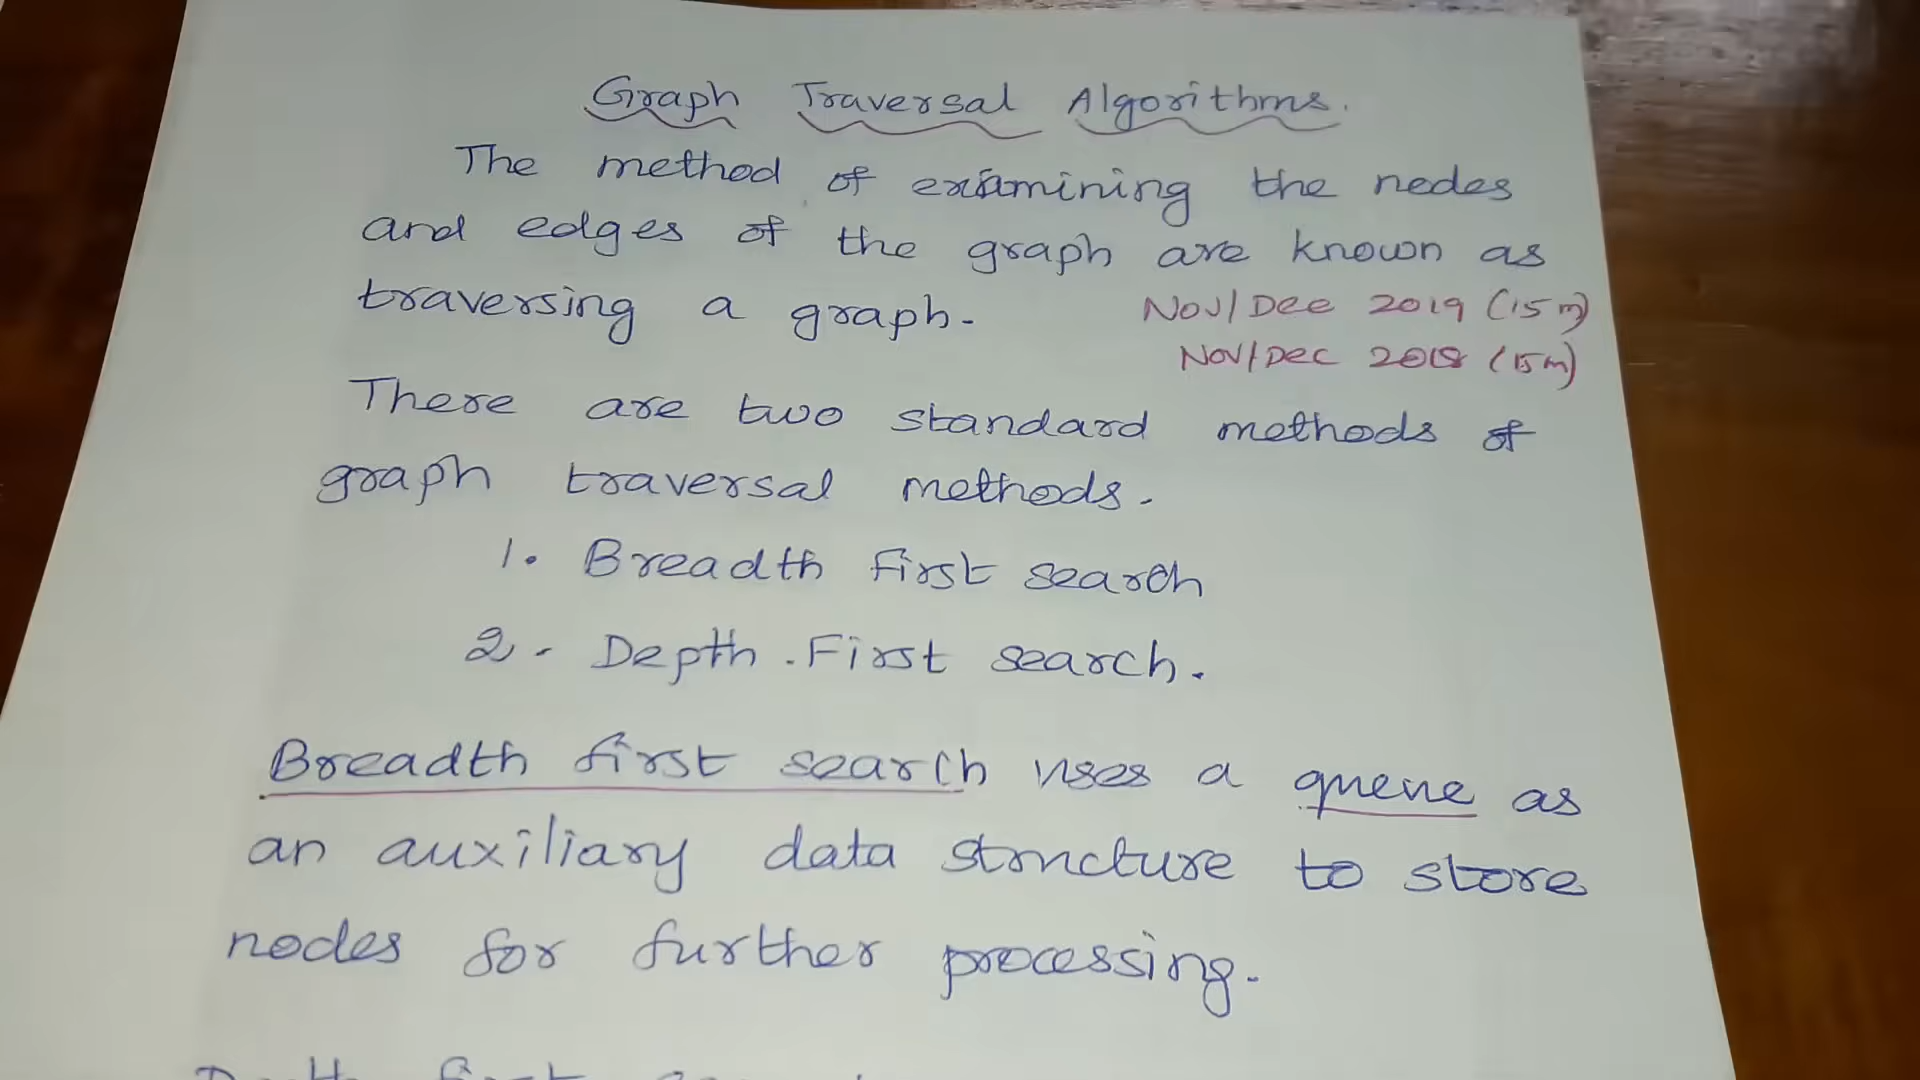 Graph Traversal Algorithms.
The method of examining the nodes
and edges of the graph are known as
traversing a graph.
Nov/Dec 2019 (15m)
Nov/Dec 2018 (15m)
There are two standard methods of
graph traversal methods.
1. Breadth first search
2. Depth. First search.
Breadth first search uses a queue as
an auxiliary data structure to store
nodes for further processing.